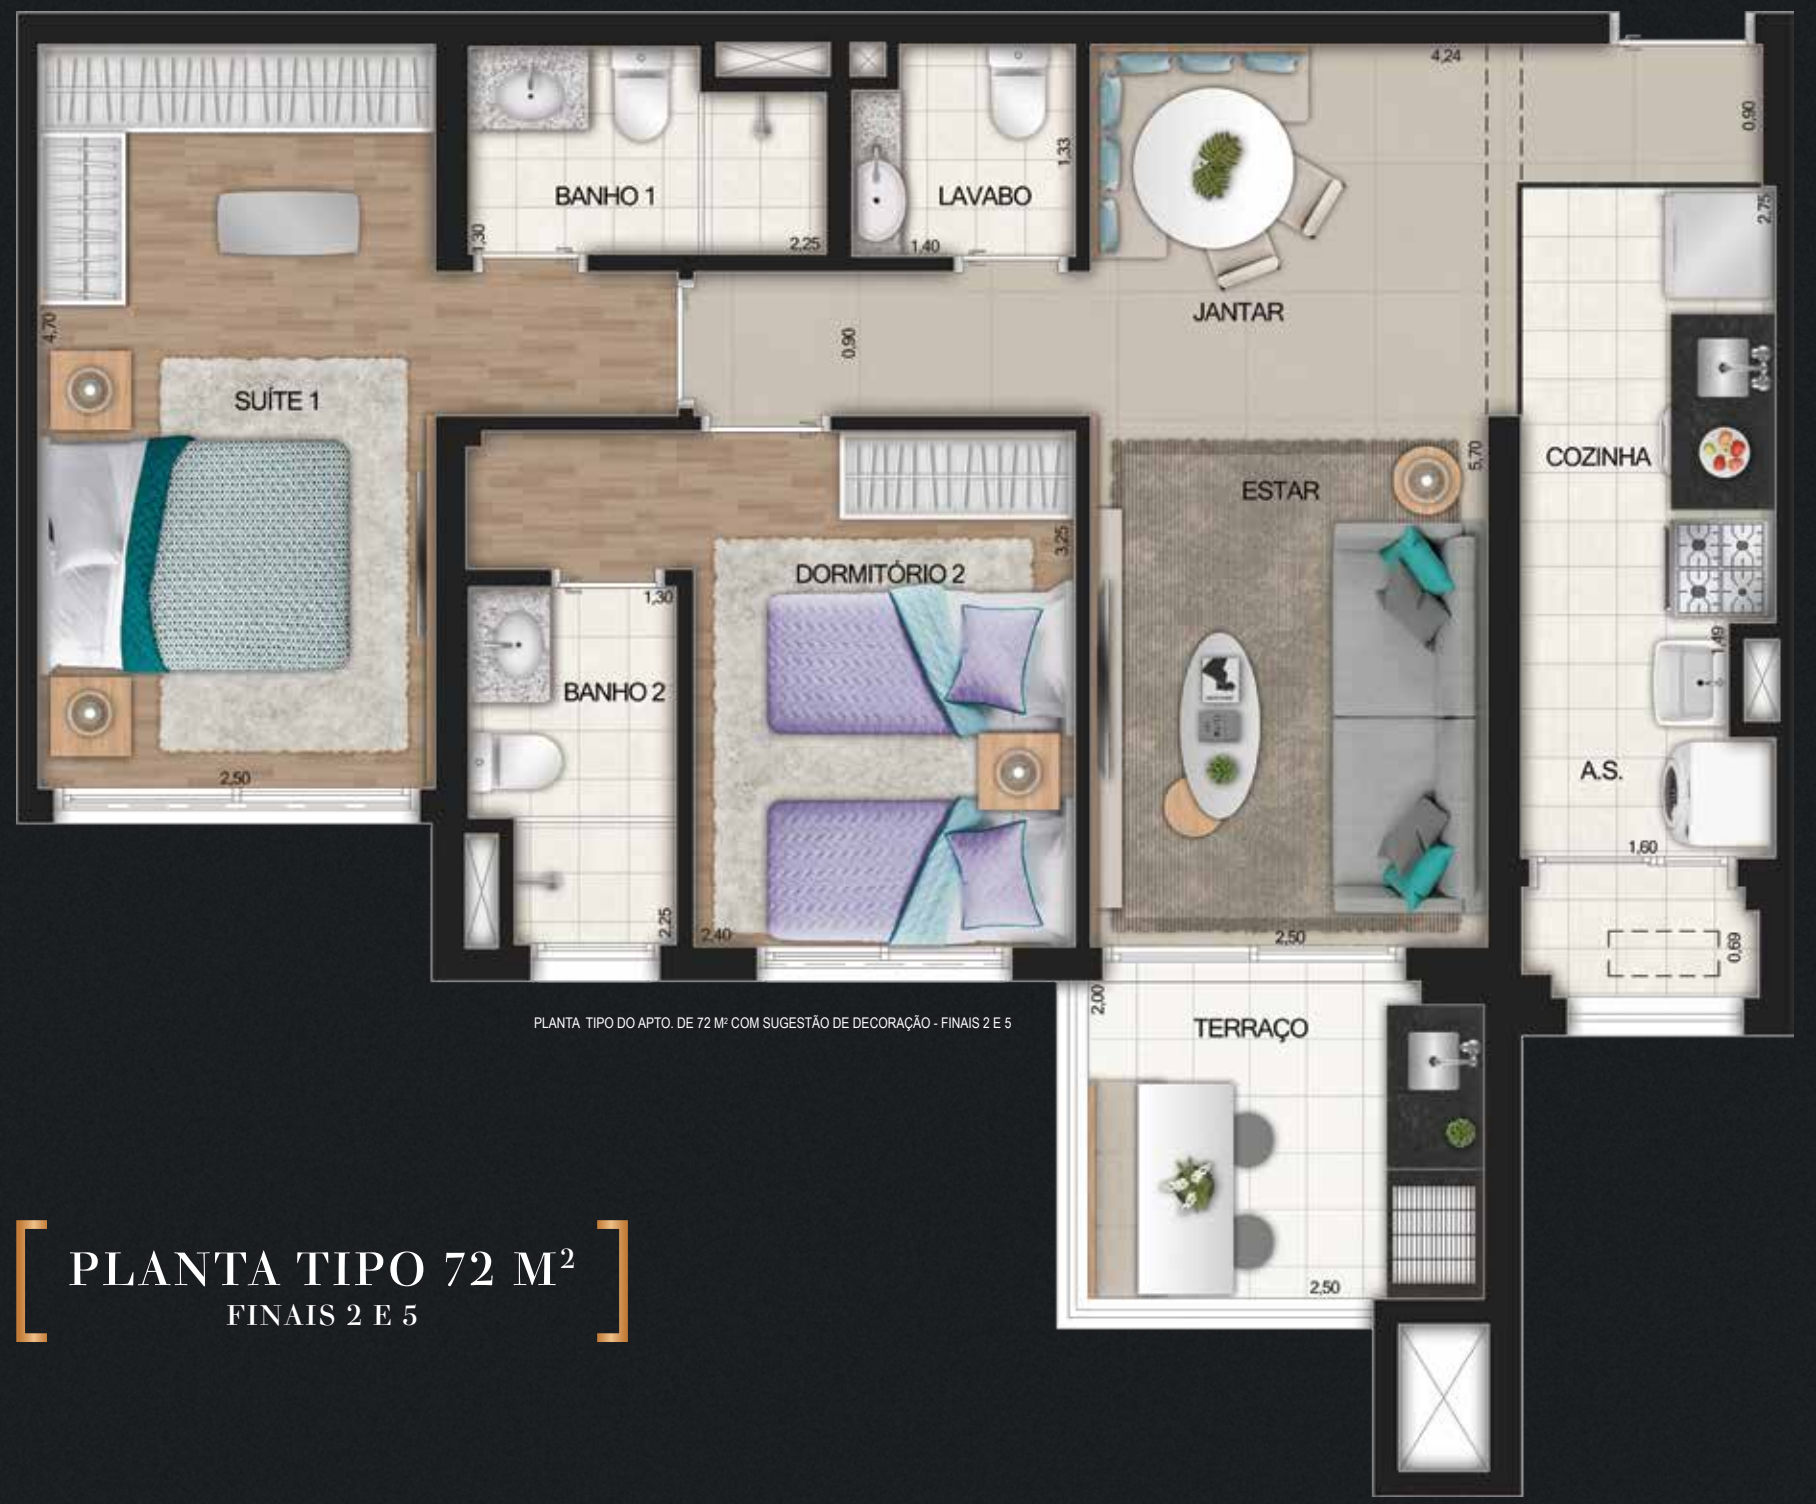 4,24
0,90
BANHO 1
1,30
2,25
LAVABO
1,33
1,40
2,75
JANTAR
4,70
0,90
SUÍTE 1
COZINHA
5,70
ESTAR
3,25
DORMITÓRIO 2
1,30
1,49
BANHO 2
A.S.
2,50
1,60
2,25
2,40
2,50
0,69
2,00
TERRAÇO
PLANTA TIPO DO APTO. DE 72 M² COM SUGESTÃO DE DECORAÇÃO - FINAIS 2 E 5
2,50
PLANTA TIPO 72 M²
FINAIS 2 E 5